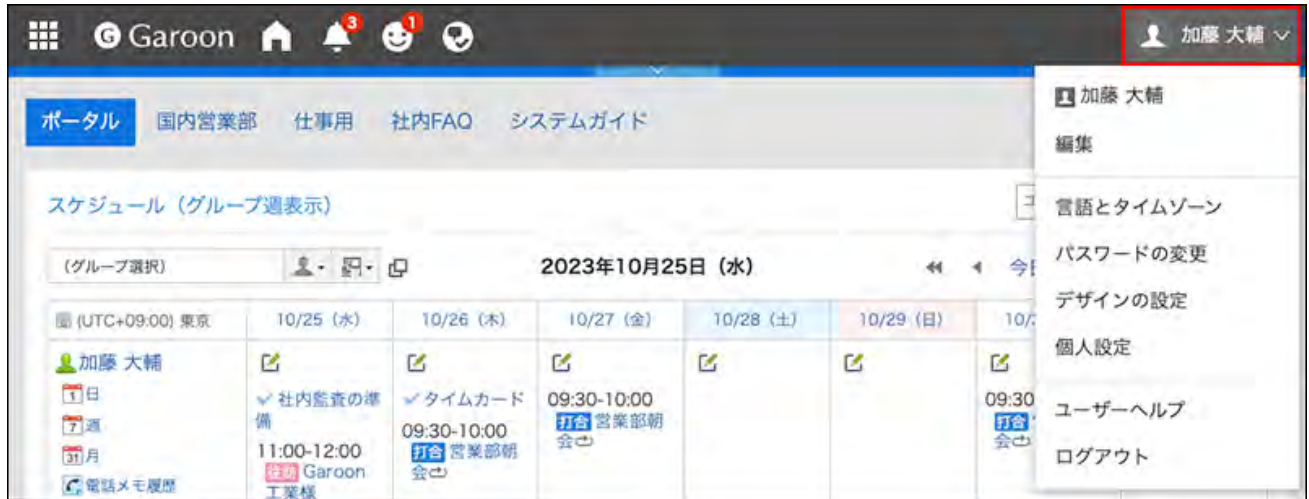 G Garoon 3 1 加藤 大輔
加藤 大輔
編集
言語とタイムゾーン
パスワードの変更
デザインの設定
個人設定
ユーザーヘルプ
ログアウト
ポータル 国内営業部 仕事用 社内FAQ システムガイド
スケジュール（グループ週表示）
(グループ選択) 2023年10月25日（水）
(UTC+09:00) 東京 10/25（水） 10/26（木） 10/27（金） 10/28（土） 10/29（日） 10/
加藤 大輔
1 日
7 週
31 月
電話メモ履歴
社内監査の準
備
11:00-12:00
往訪 Garoon
工業様
タイムカード
09:30-10:00
打合 営業部朝
会
09:30-10:00
打合 営業部朝
会
09:30
打合
会